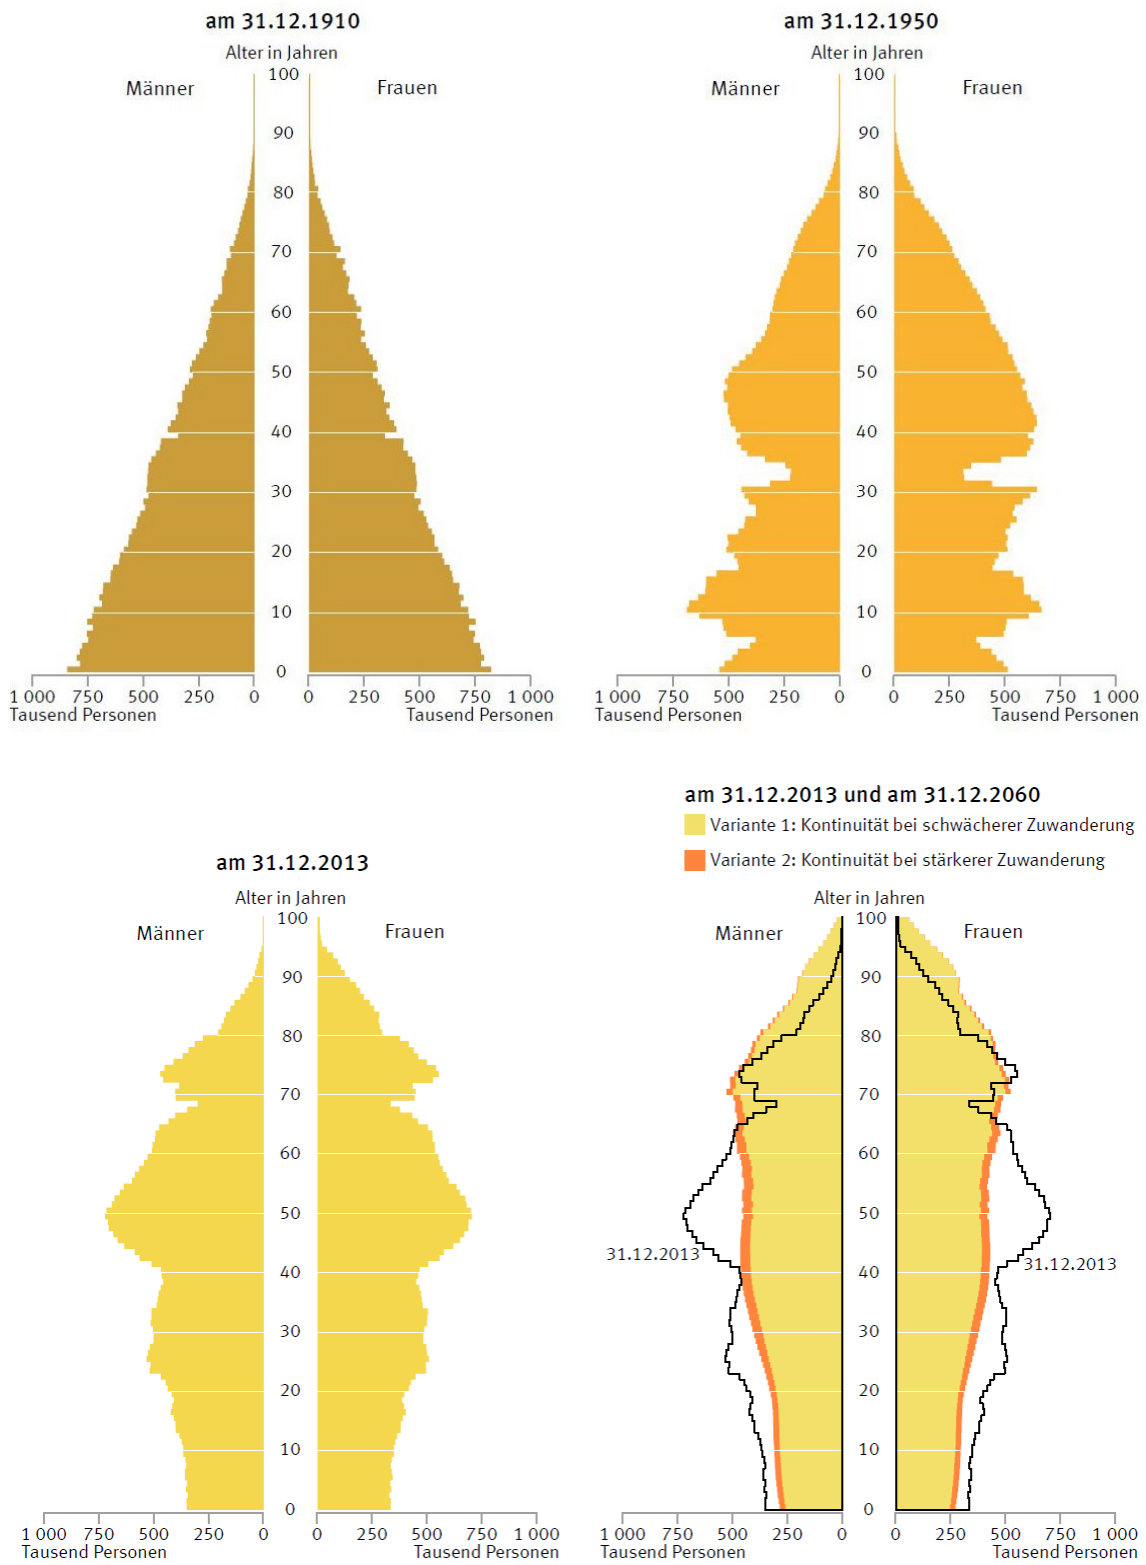 am 31.12.1910
Alter in Jahren
Männer
Frauen
100
90
80
70
60
50
40
30
20
10
0
1 000 750 500 250 0
0 250 500 750 1 000
Tausend Personen
Tausend Personen
am 31.12.1950
Alter in Jahren
Männer
Frauen
100
90
80
70
60
50
40
30
20
10
0
1 000 750 500 250 0
0 250 500 750 1 000
Tausend Personen
Tausend Personen
am 31.12.2013
Alter in Jahren
Männer
Frauen
100
90
80
70
60
50
40
30
20
10
0
1 000 750 500 250 0
0 250 500 750 1 000
Tausend Personen
Tausend Personen
am 31.12.2013 und am 31.12.2060
Variante 1: Kontinuität bei schwächerer Zuwanderung
Variante 2: Kontinuität bei stärkerer Zuwanderung
Alter in Jahren
Männer
Frauen
100
90
80
70
60
50
31.12.2013
31.12.2013
40
30
20
10
0
1 000 750 500 250 0
0 250 500 750 1 000
Tausend Personen
Tausend Personen